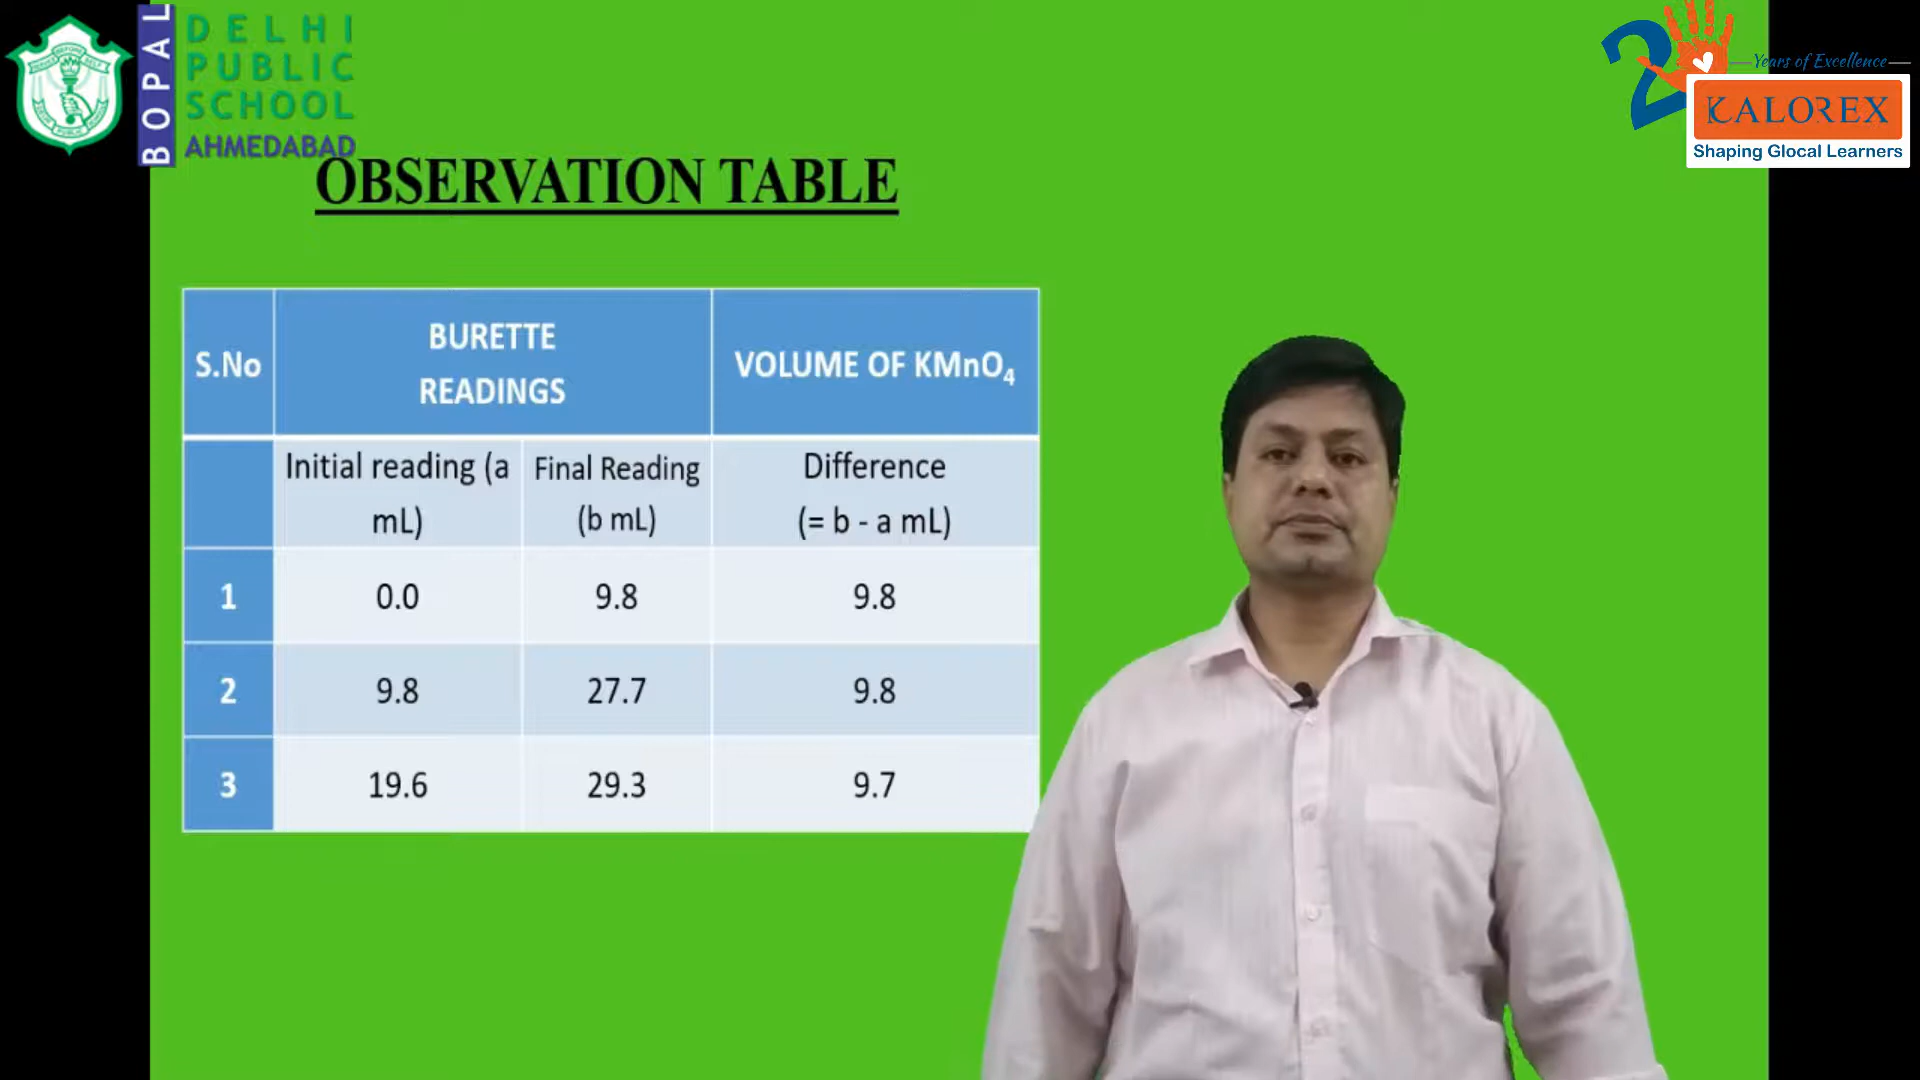 BOPAL
DELHI
PUBLIC
SCHOOL
AHMEDABAD
2
Years of Excellence
KALOREX
Shaping Glocal Learners
OBSERVATION TABLE
S.No
BURETTE
READINGS
VOLUME OF KMnO₄
Initial reading (a
mL)
Final Reading
(b mL)
Difference
(= b - a mL)
1 0.0 9.8 9.8
2 9.8 27.7 9.8
3 19.6 29.3 9.7